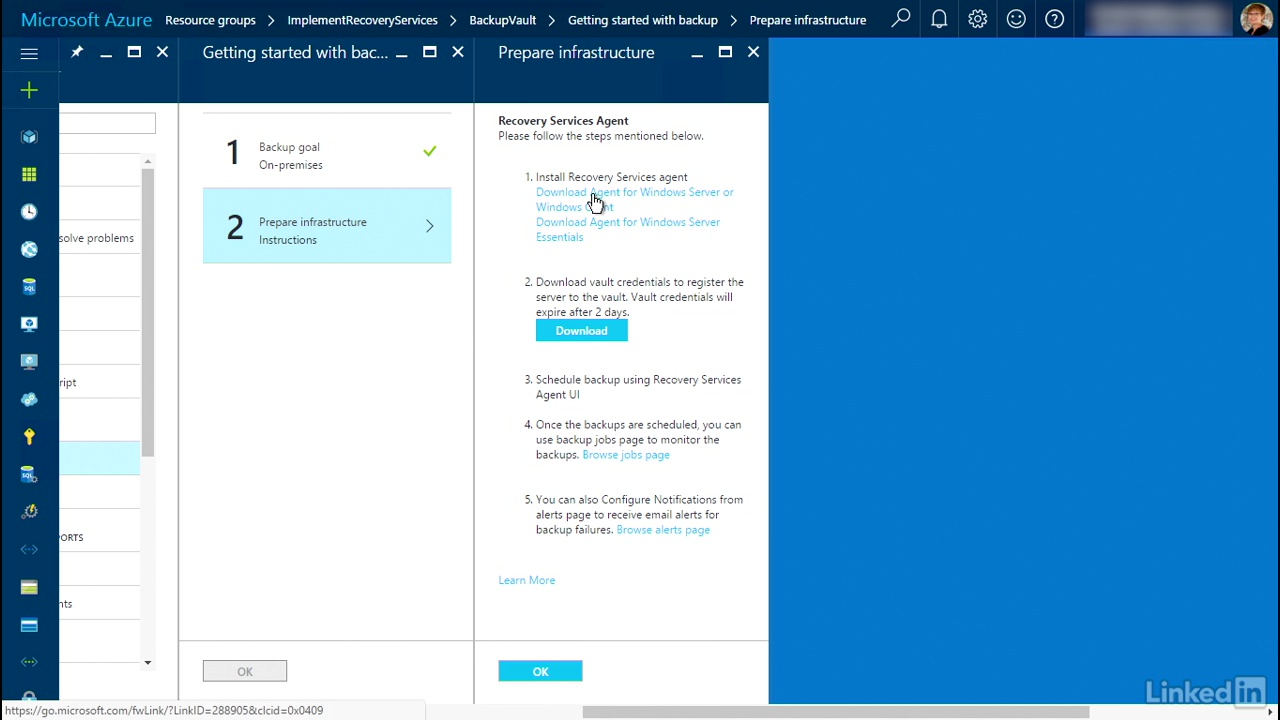 Microsoft Azure Resource groups > ImplementRecoveryServices > BackupVault > Getting started with backup > Prepare infrastructure
Getting started with bac...
Prepare infrastructure
solve problems
ript
PORTS
nts
1 Backup goal
On-premises
2 Prepare infrastructure
Instructions
OK
Recovery Services Agent
Please follow the steps mentioned below.
1. Install Recovery Services agent
Download Agent for Windows Server or
Windows
Download Agent for Windows Server
Essentials
2. Download vault credentials to register the
server to the vault. Vault credentials will
expire after 2 days.
Download
3. Schedule backup using Recovery Services
Agent UI
4. Once the backups are scheduled, you can
use backup jobs page to monitor the
backups. Browse jobs page
5. You can also Configure Notifications from
alerts page to receive email alerts for
backup failures. Browse alerts page
Learn More
OK
https://go.microsoft.com/fwLink/?LinkID=288905&clcid=0x0409
LinkedIn